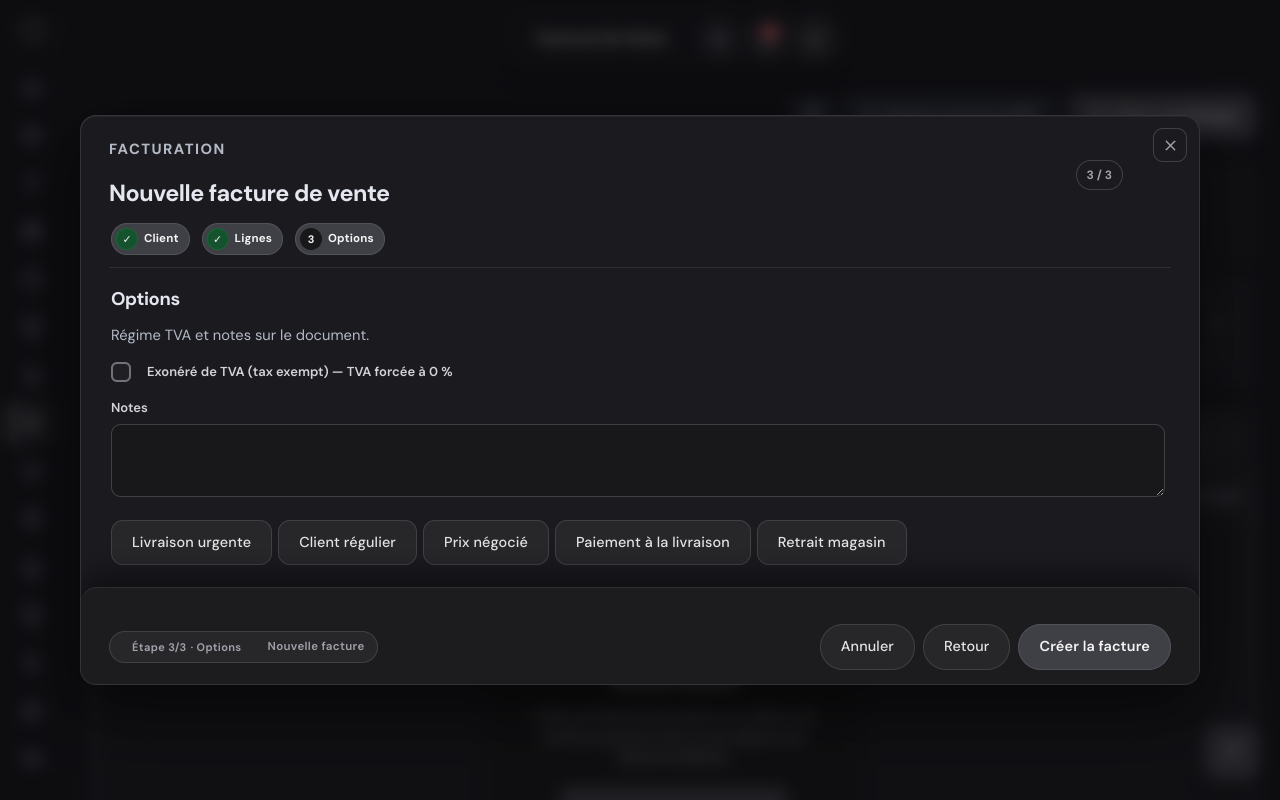 FACTURATION
3 / 3
Nouvelle facture de vente
✓ Client ✓ Lignes 3 Options
Options
Régime TVA et notes sur le document.
Exonéré de TVA (tax exempt) — TVA forcée à 0 %
Notes
Livraison urgente Client régulier Prix négocié Paiement à la livraison Retrait magasin
Étape 3/3 · Options Nouvelle facture Annuler Retour Créer la facture